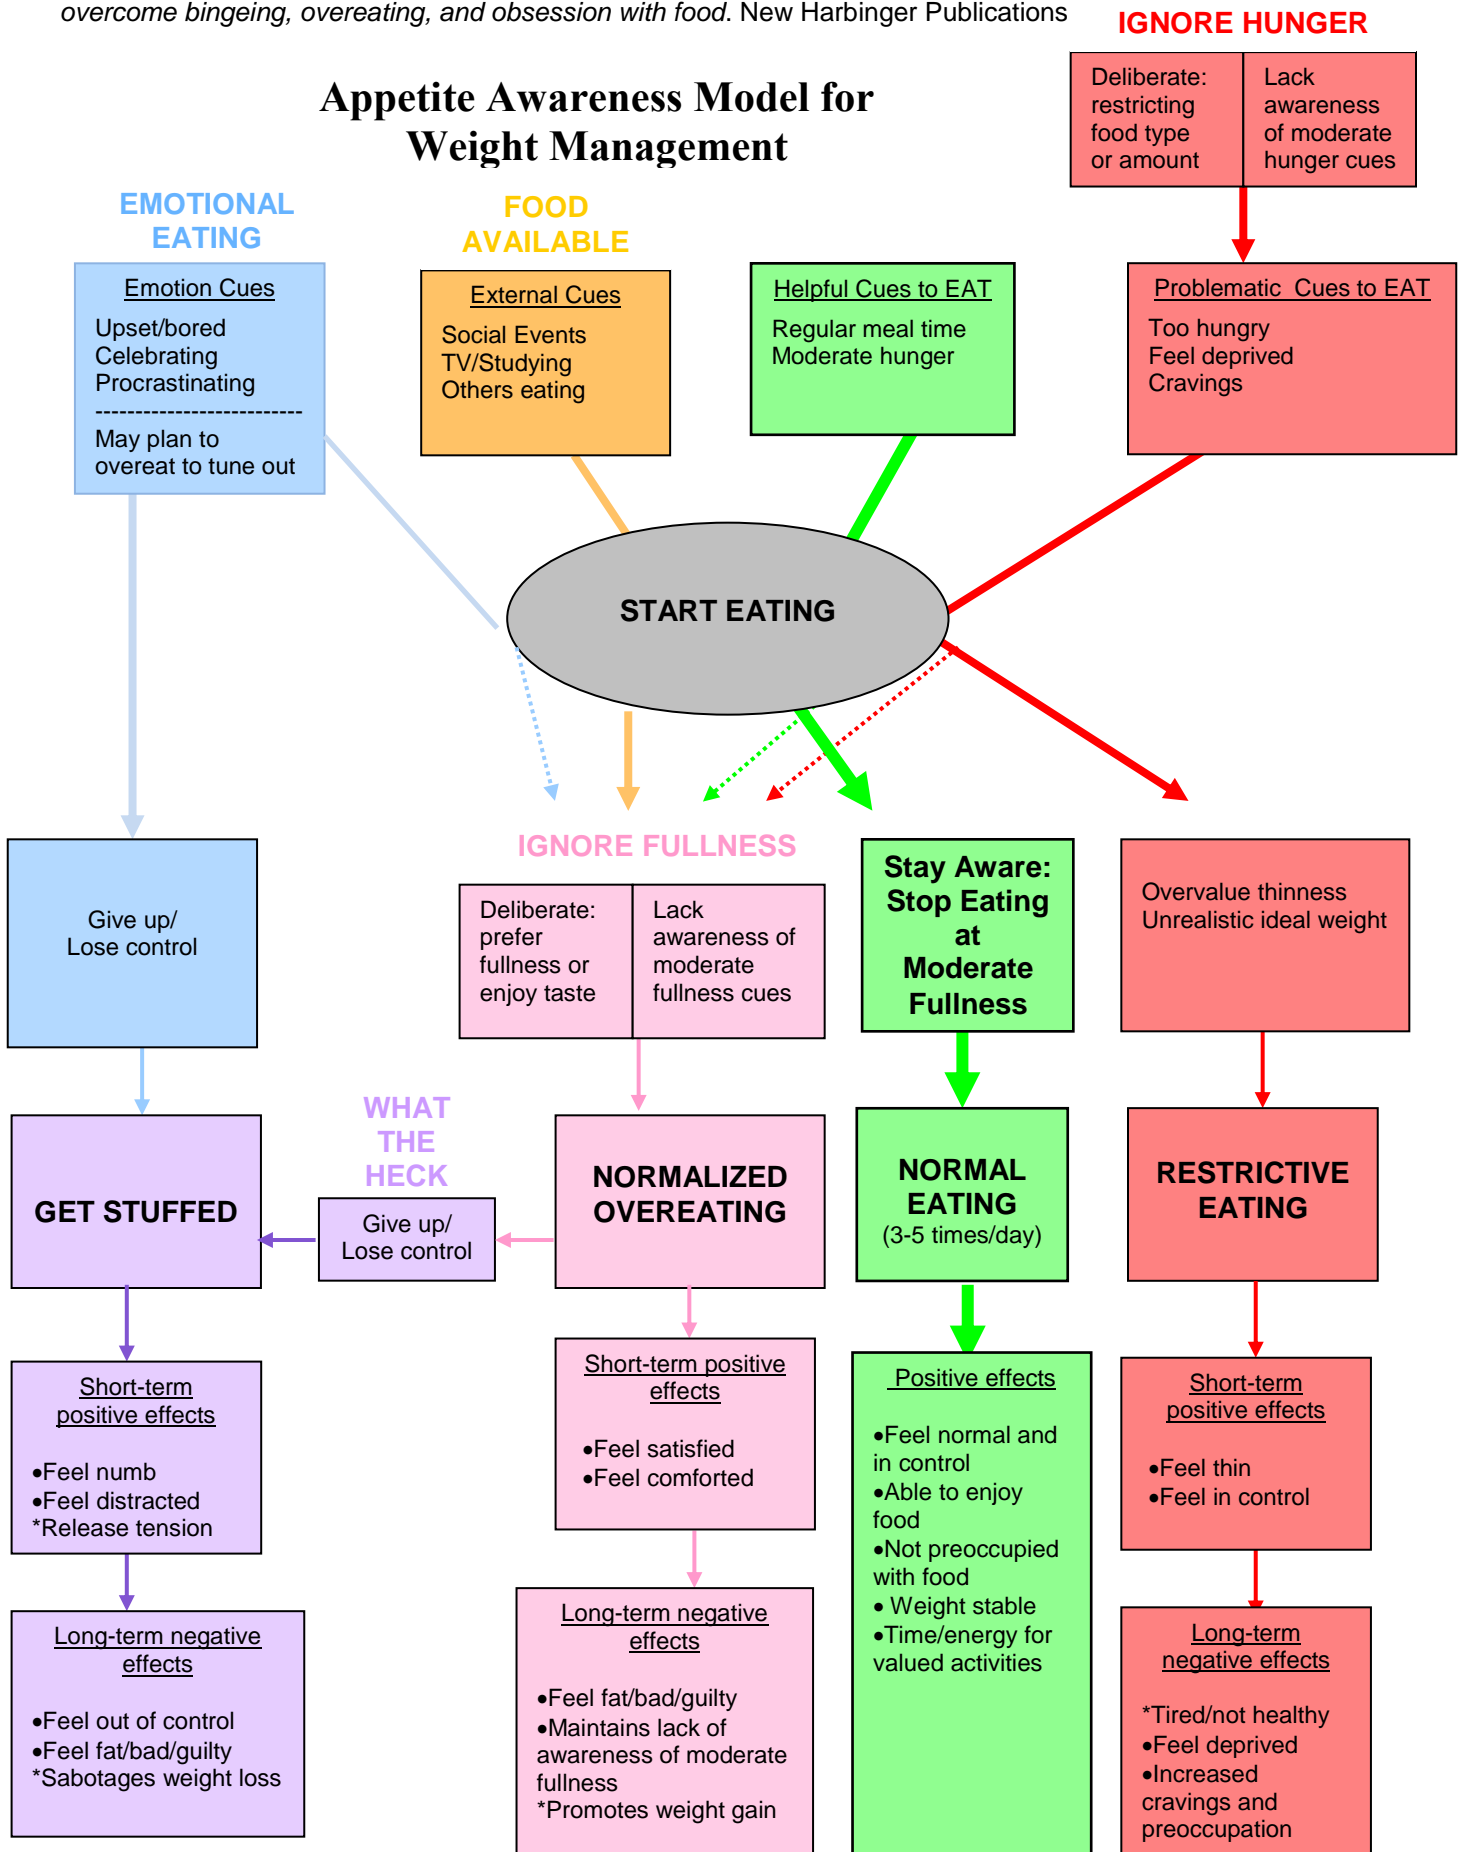 overcome bingeing, overeating, and obsession with food. New Harbinger Publications
IGNORE HUNGER
Deliberate:
restricting
food type
or amount
Lack
awareness
of moderate
hunger cues
Appetite Awareness Model for
Weight Management
EMOTIONAL
EATING
Emotion Cues
Upset/bored
Celebrating
Procrastinating
--------------------------
May plan to
overeat to tune out
FOOD
AVAILABLE
External Cues
Social Events
TV/Studying
Others eating
Helpful Cues to EAT
Regular meal time
Moderate hunger
Problematic Cues to EAT
Too hungry
Feel deprived
Cravings
START EATING
Give up/
Lose control
IGNORE FULLNESS
Deliberate:
prefer
fullness or
enjoy taste
Lack
awareness of
moderate
fullness cues
Stay Aware:
Stop Eating
at
Moderate
Fullness
Overvalue thinness
Unrealistic ideal weight
GET STUFFED
WHAT
THE
HECK
Give up/
Lose control
NORMALIZED
OVEREATING
NORMAL
EATING
(3-5 times/day)
RESTRICTIVE
EATING
Short-term
positive effects
•Feel numb
•Feel distracted
*Release tension
Short-term positive
effects
•Feel satisfied
•Feel comforted
Positive effects
•Feel normal and
in control
•Able to enjoy
food
•Not preoccupied
with food
• Weight stable
•Time/energy for
valued activities
Short-term
positive effects
•Feel thin
•Feel in control
Long-term negative
effects
•Feel out of control
•Feel fat/bad/guilty
*Sabotages weight loss
Long-term negative
effects
•Feel fat/bad/guilty
•Maintains lack of
awareness of moderate
fullness
*Promotes weight gain
Long-term
negative effects
*Tired/not healthy
•Feel deprived
•Increased
cravings and
preoccupation